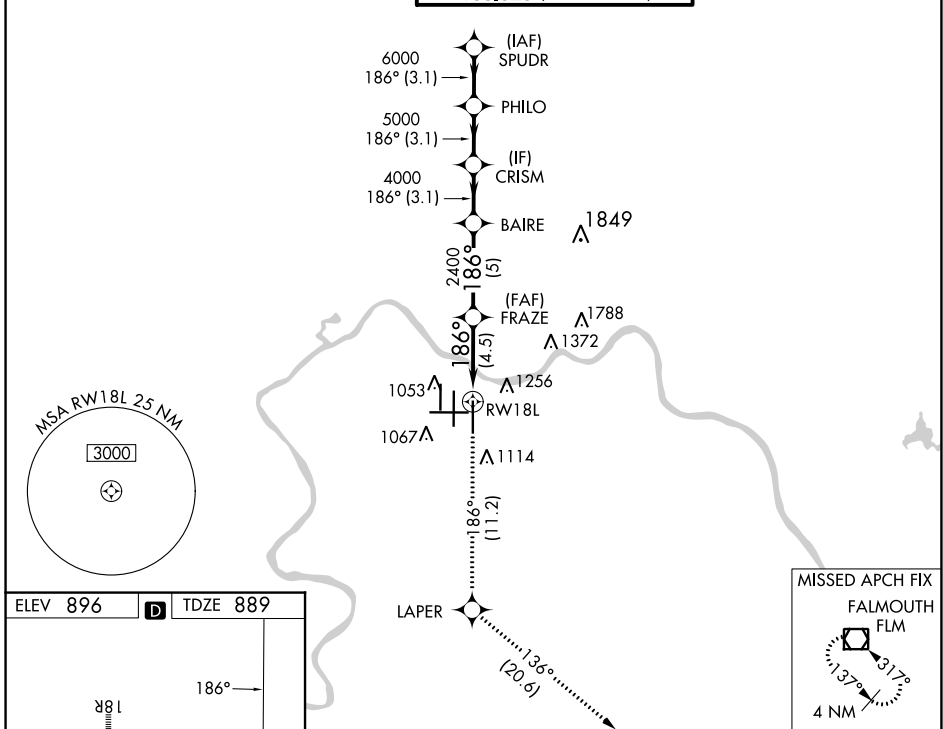 (IAF)
SPUDR
6000
186° (3.1)
PHILO
5000
186° (3.1)
(IF)
CRISM
4000
186° (3.1)
BAIRE
1849
2400
186°
(5)
(FAF)
FRAZE
1788
1372
186°
(4.5)
1053
1256
RW18L
1067
1114
MSA RW18L 25 NM
3000
186°
(11.2)
LAPER
136°
(20.6)
ELEV 896
D
TDZE 889
186°
18R
MISSED APCH FIX
FALMOUTH
FLM
317°
137°
4 NM